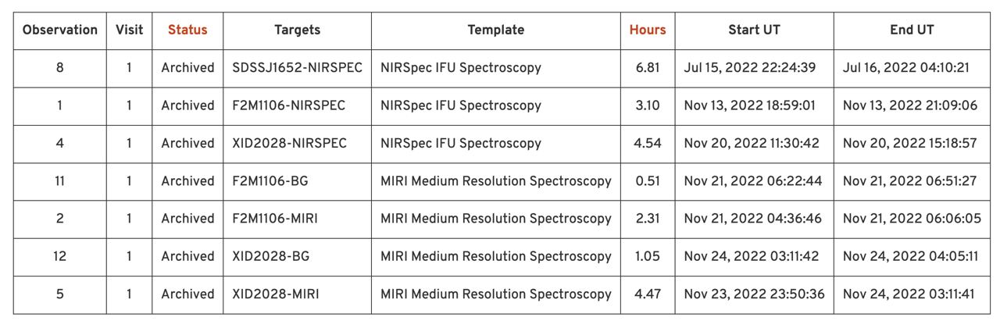 Observation Visit Status Targets Template Hours Start UT End UT
8 1 Archived SDSSJ1652-NIRSPEC NIRSpec IFU Spectroscopy 6.81 Jul 15, 2022 22:24:39 Jul 16, 2022 04:10:21
1 1 Archived F2M1106-NIRSPEC NIRSpec IFU Spectroscopy 3.10 Nov 13, 2022 18:59:01 Nov 13, 2022 21:09:06
4 1 Archived XID2028-NIRSPEC NIRSpec IFU Spectroscopy 4.54 Nov 20, 2022 11:30:42 Nov 20, 2022 15:18:57
11 1 Archived F2M1106-BG MIRI Medium Resolution Spectroscopy 0.51 Nov 21, 2022 06:22:44 Nov 21, 2022 06:51:27
2 1 Archived F2M1106-MIRI MIRI Medium Resolution Spectroscopy 2.31 Nov 21, 2022 04:36:46 Nov 21, 2022 06:06:05
12 1 Archived XID2028-BG MIRI Medium Resolution Spectroscopy 1.05 Nov 24, 2022 03:11:42 Nov 24, 2022 04:05:11
5 1 Archived XID2028-MIRI MIRI Medium Resolution Spectroscopy 4.47 Nov 23, 2022 23:50:36 Nov 24, 2022 03:11:41